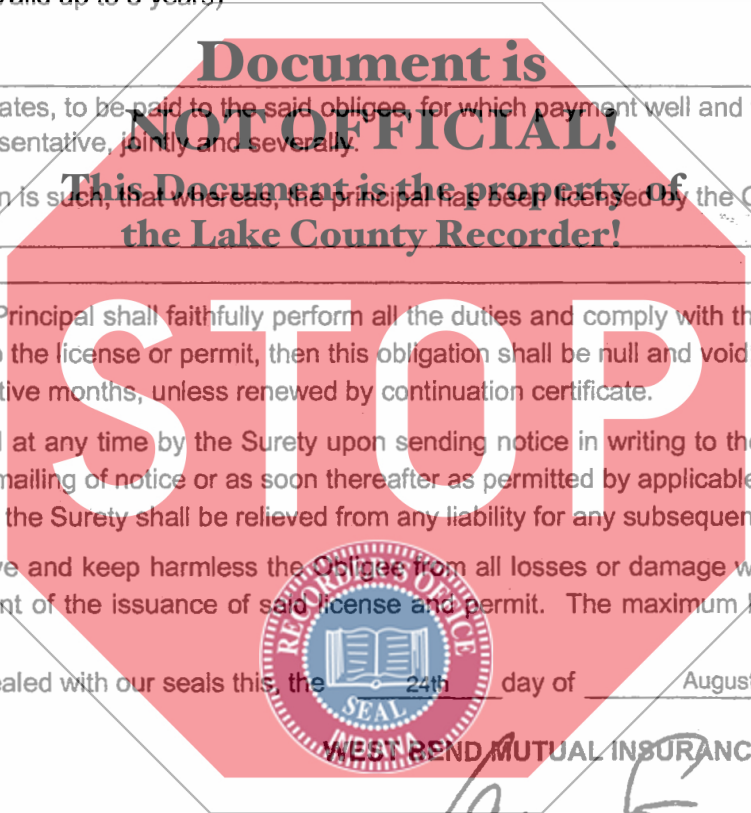 up to 5 years)
Document is
ates, to be paid to the said obligee, for which payment well and
NOT OFFICIAL!
sentative, jointly and severally.
This Document is the property of
n is such, that whereas, the principal has been licensed by the C
the Lake County Recorder!
Principal shall faithfully perform all the duties and comply with th
the license or permit, then this obligation shall be null and void
tive months, unless renewed by continuation certificate.
STOP
at any time by the Surety upon sending notice in writing to the
mailing of notice or as soon thereafter as permitted by applicable
the Surety shall be relieved from any liability for any subsequen
ve and keep harmless the Obligee from all losses or damage w
nt of the issuance of said license and permit. The maximum
RECORDER'S OFFICE
SEAL
INDIANA
ealed with our seals this, the 24th day of August
WEST BEND MUTUAL INSURANC